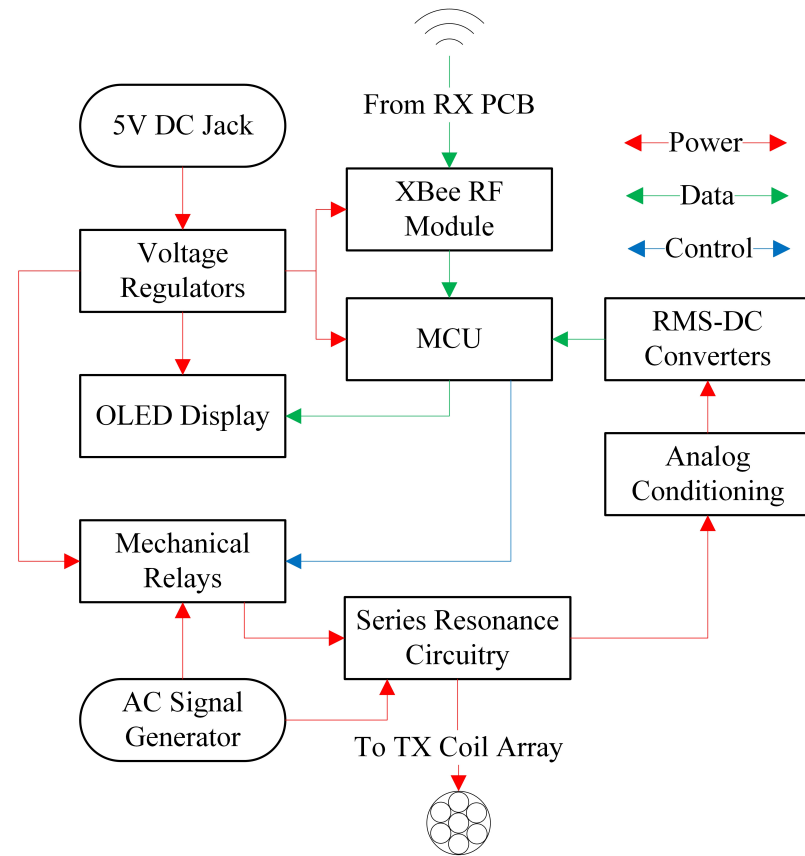 From RX PCB
5V DC Jack
Power
XBee RF
Module
Data
Voltage
Regulators
Control
MCU
RMS-DC
Converters
OLED Display
Analog
Conditioning
Mechanical
Relays
Series Resonance
Circuitry
AC Signal
Generator
To TX Coil Array